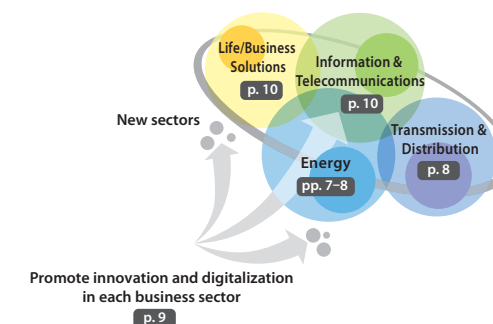 Life/Business
Solutions
p. 10
Information &
Telecommunications
p. 10
New sectors
Transmission &
Distribution
p. 8
Energy
pp. 7–8
Promote innovation and digitalization
in each business sector
p. 9